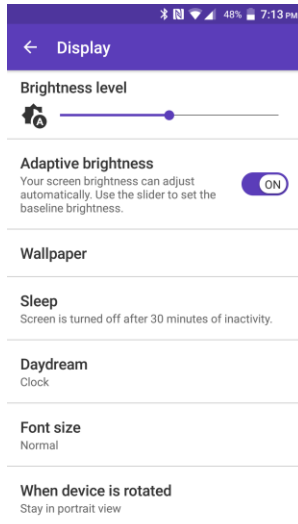 48% 7:13 PM
Display
Brightness level
A
Adaptive brightness
Your screen brightness can adjust
automatically. Use the slider to set the
baseline brightness.
ON
Wallpaper
Sleep
Screen is turned off after 30 minutes of inactivity.
Daydream
Clock
Font size
Normal
When device is rotated
Stay in portrait view